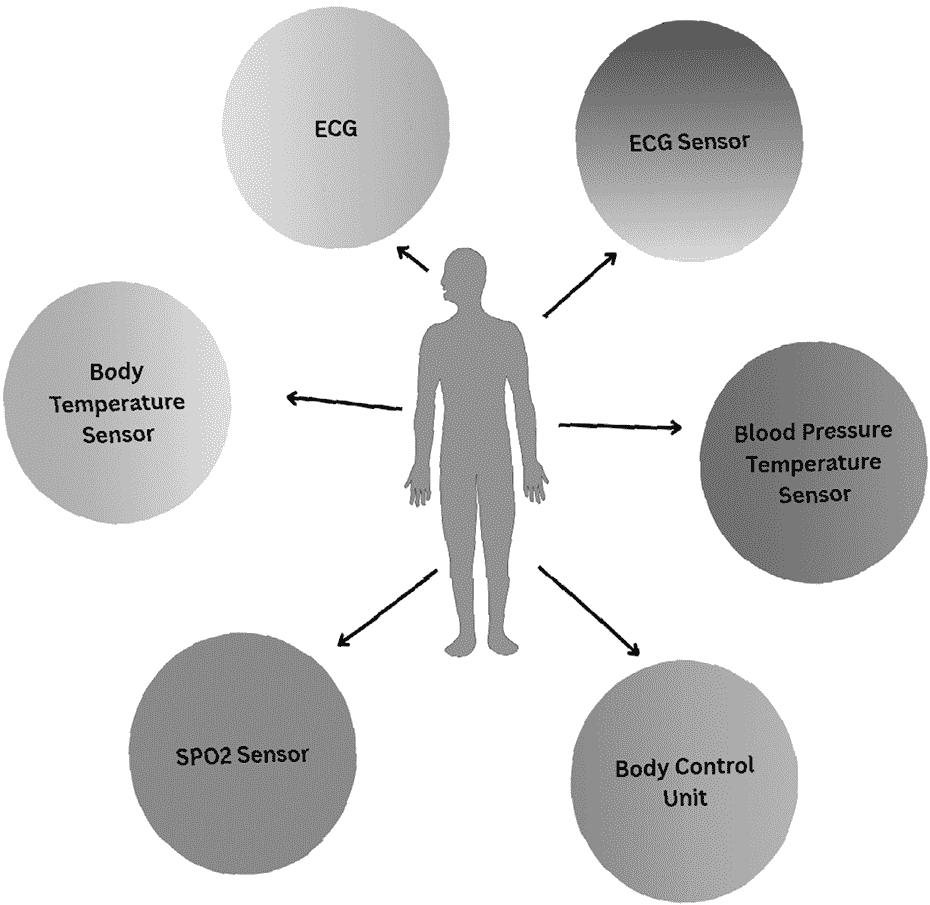 ECG
ECG Sensor
Body
Temperature
Sensor
Blood Pressure
Temperature
Sensor
SPO2 Sensor
Body Control
Unit